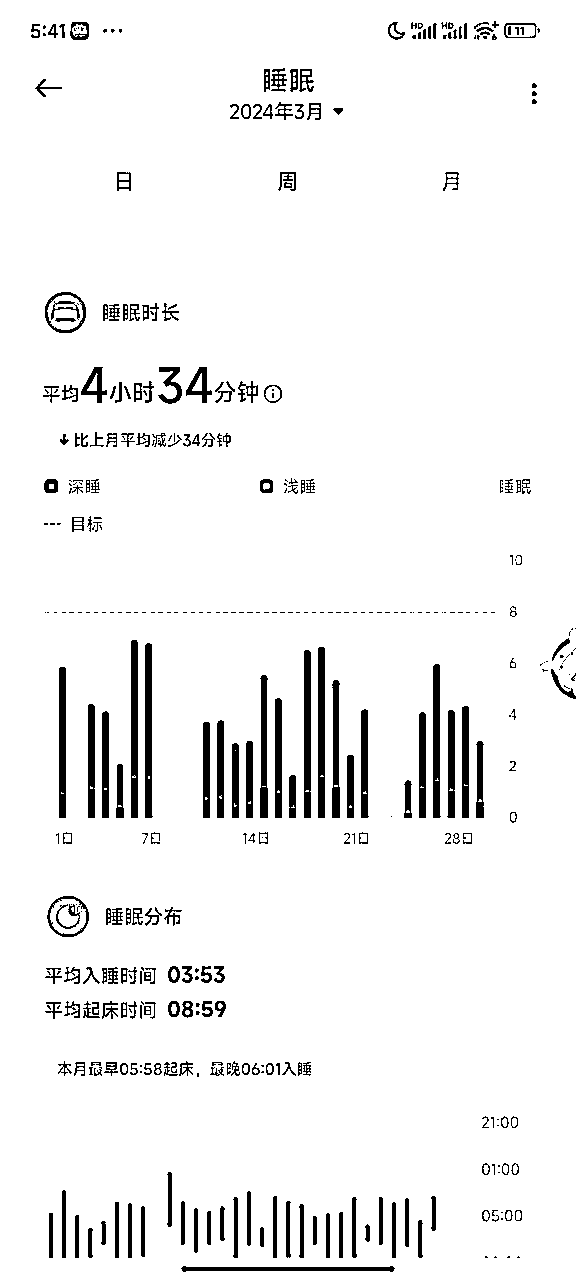 5:41 ... HD HD 11
睡眠
2024年3月
日 周 月
睡眠时长
平均4小时34分钟
比上月平均减少34分钟
深睡 浅睡 睡眠
目标
10
8
6
4
2
0
1日 7日 14日 21日 28日
睡眠分布
平均入睡时间 03:53
平均起床时间 08:59
本月最早05:58起床，最晚06:01入睡
21:00
01:00
05:00